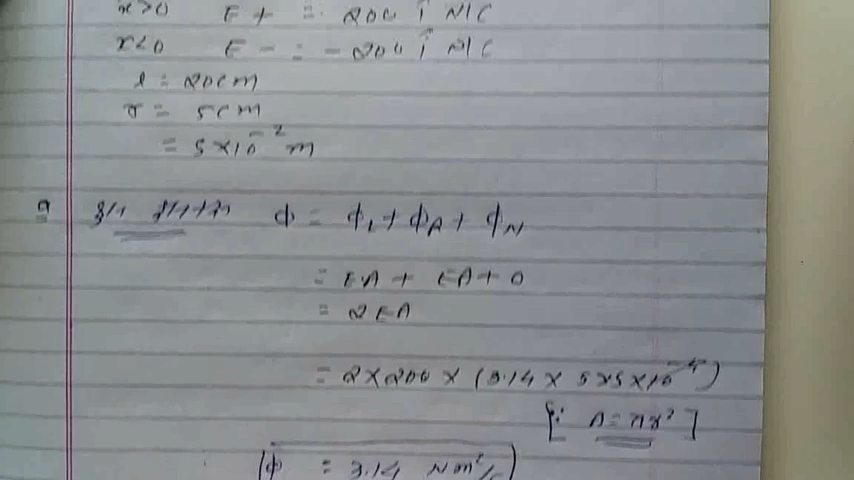 x>0 E+ = 200 î N/C
x<0 E- = -200 î N/C
l = 20cm
r = 5cm
= 5×10⁻² m
Φ = ΦL + ΦR + ΦN
= EA + EA + 0
= 2EA
= 2×200×(3.14×5×5×10⁻⁴)
[∵ A=πr²]
Φ = 3.14 Nm²/C